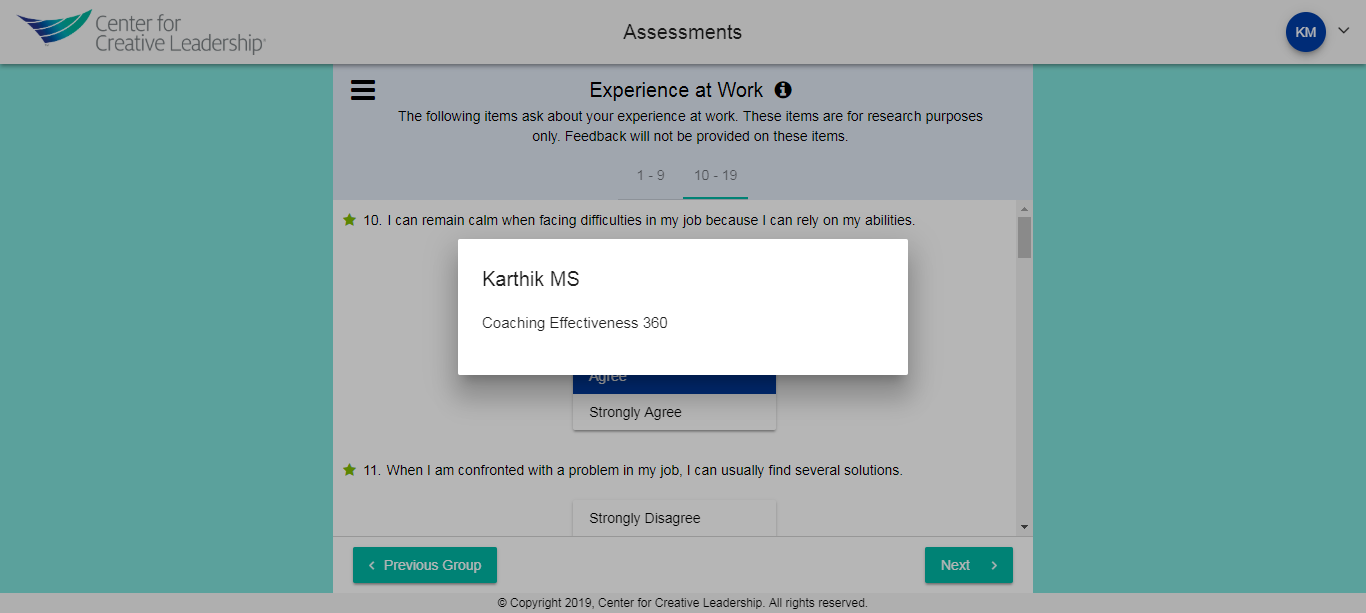 Center for
Creative Leadership®
Assessments
KM
Experience at Work
The following items ask about your experience at work. These items are for research purposes
only. Feedback will not be provided on these items.
1 - 9
10 - 19
10. I can remain calm when facing difficulties in my job because I can rely on my abilities.
Karthik MS
Coaching Effectiveness 360
Agree
Strongly Agree
11. When I am confronted with a problem in my job, I can usually find several solutions.
Strongly Disagree
Previous Group
Next
© Copyright 2019, Center for Creative Leadership. All rights reserved.